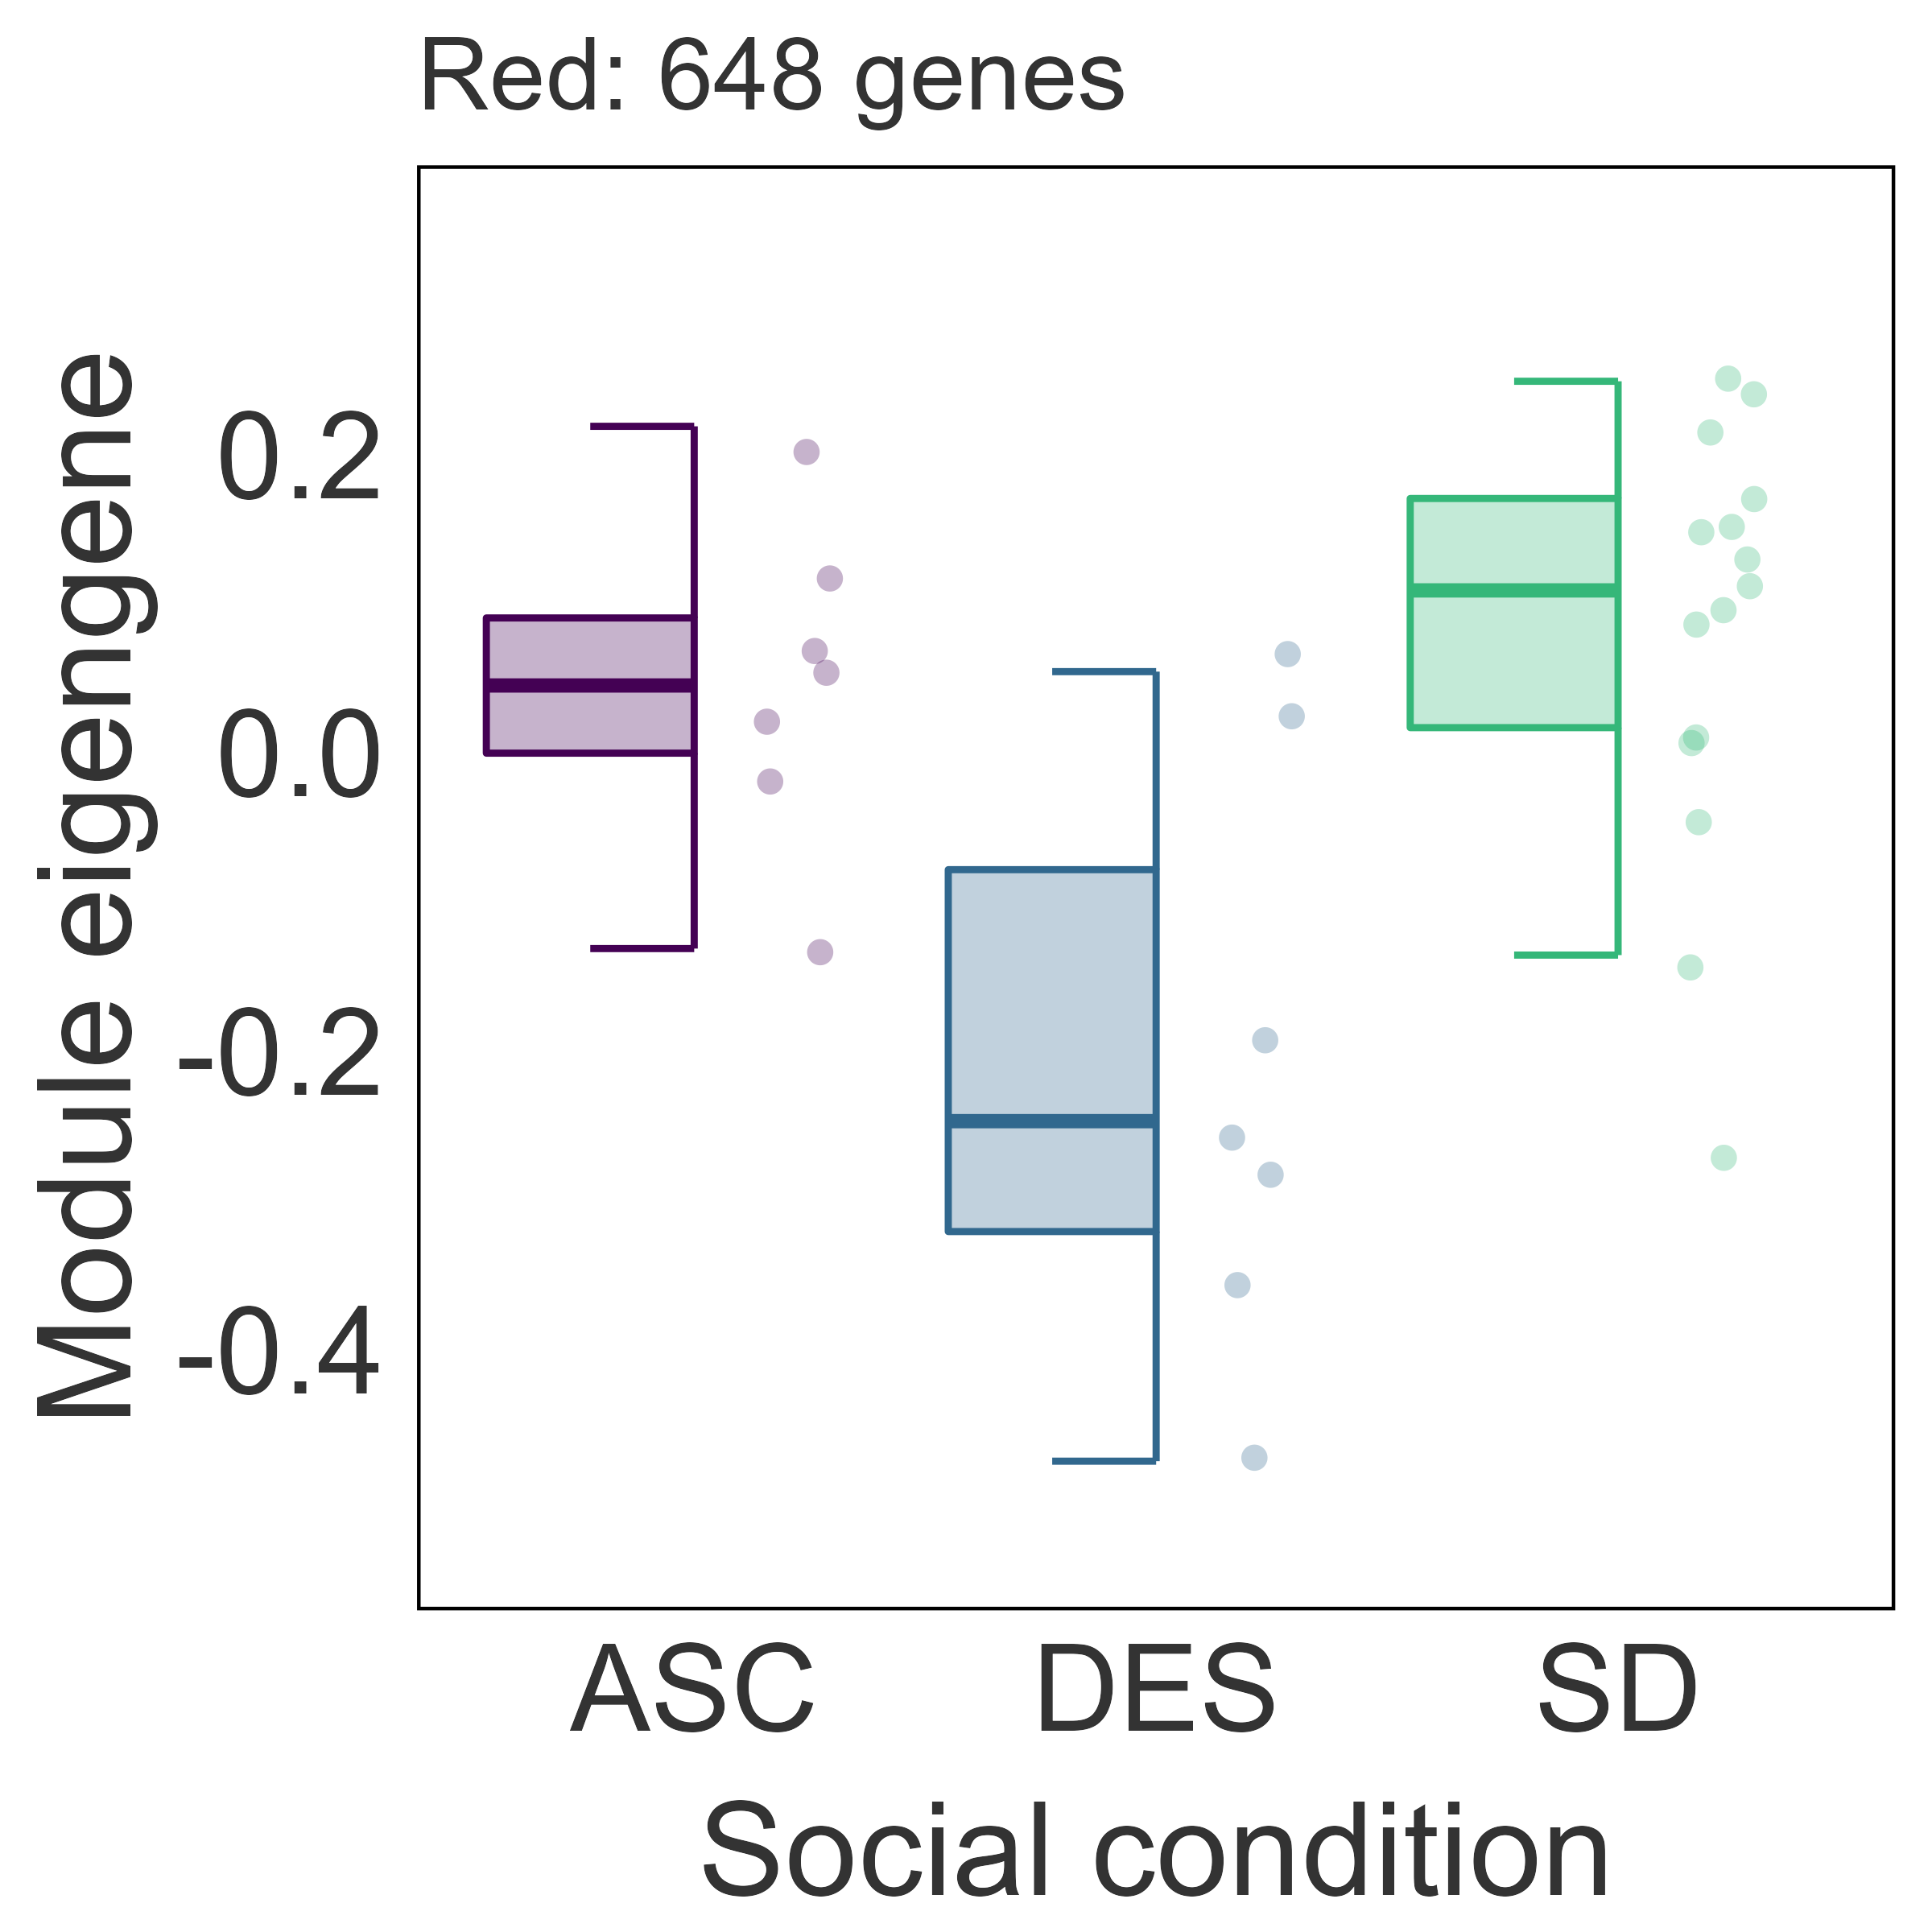 Red: 648 genes
Module eigengene
0.2
0.0
-0.2
-0.4
ASC DES SD
Social condition